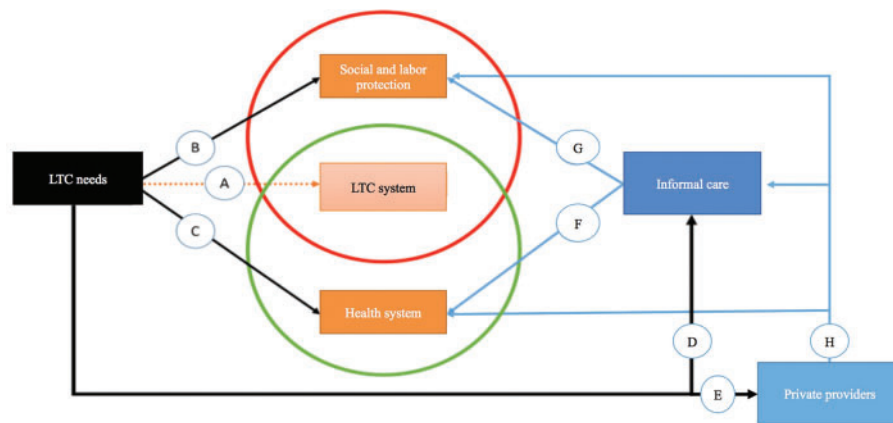 Social and labor
protection
B
G
LTC needs
A
LTC system
Informal care
C
F
Health system
D
H
E
Private providers